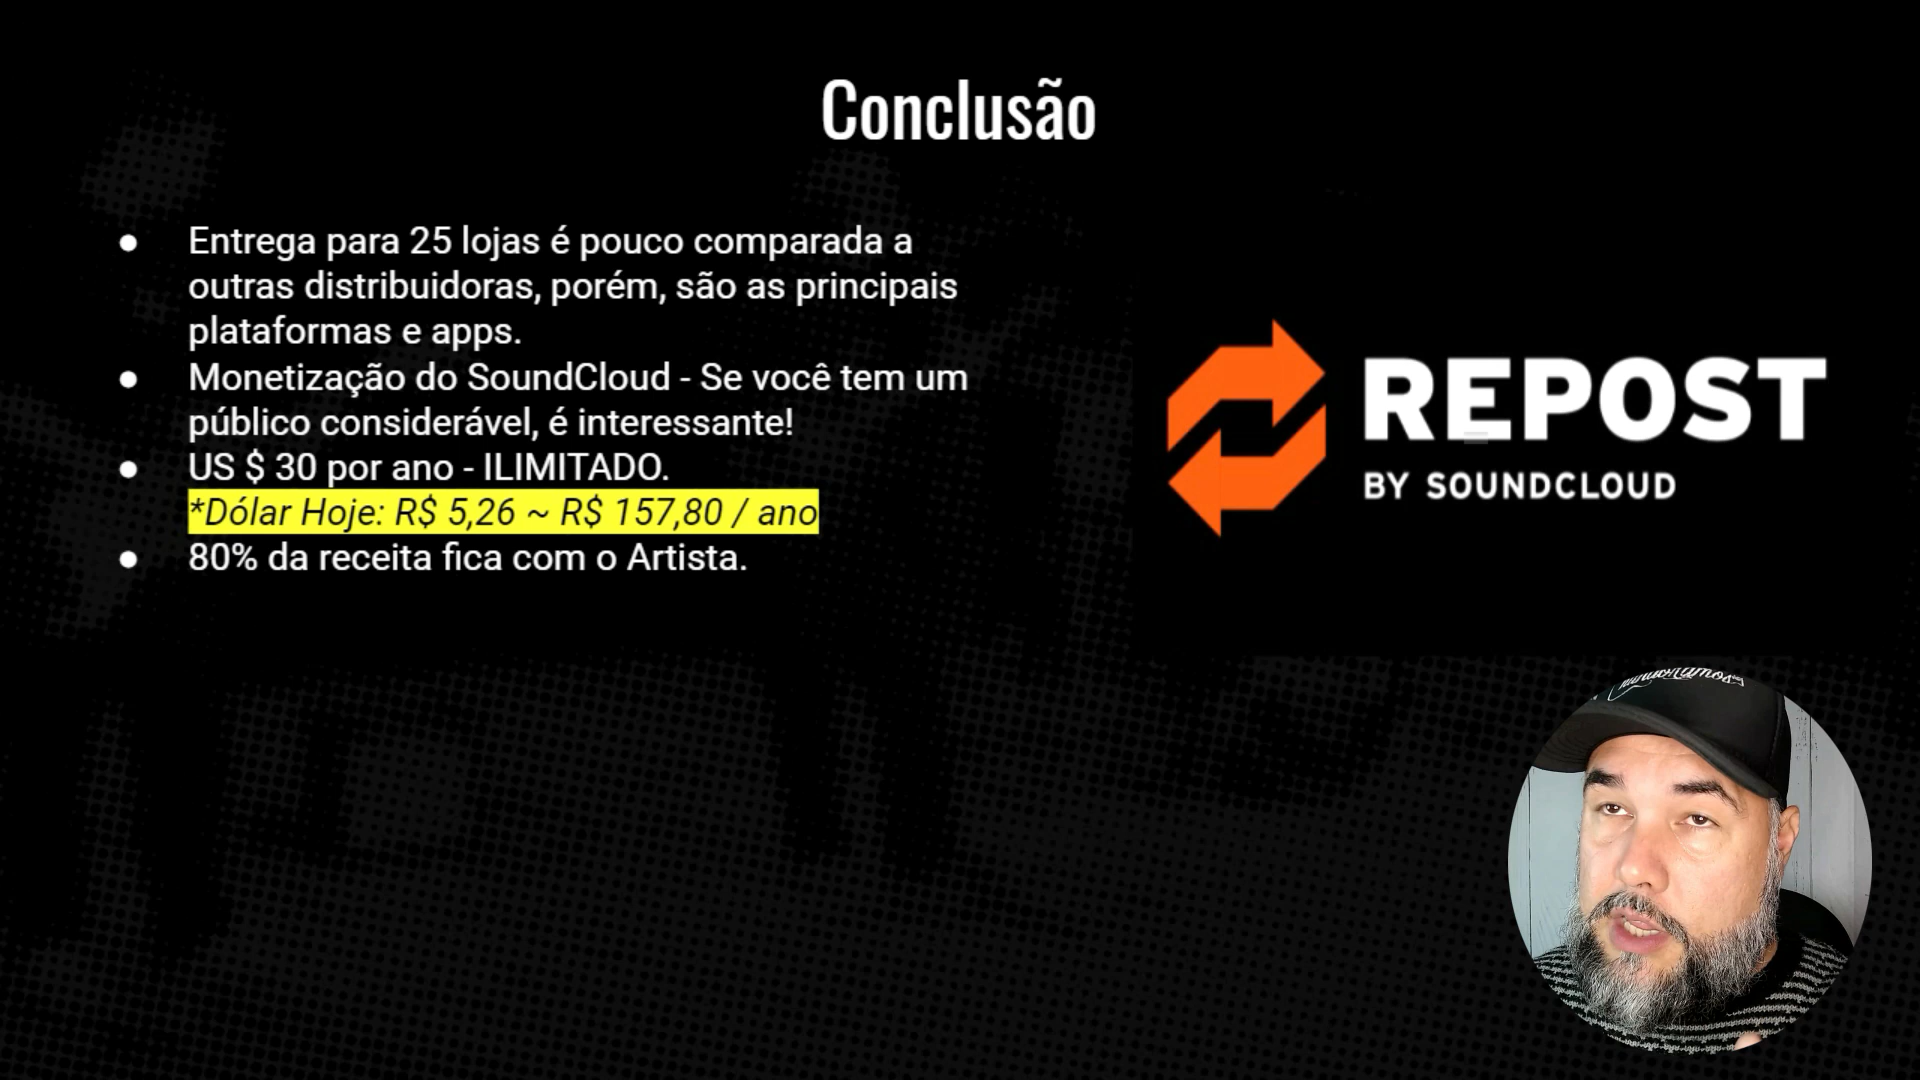 Conclusão
● Entrega para 25 lojas é pouco comparada a
outras distribuidoras, porém, são as principais
plataformas e apps.
● Monetização do SoundCloud - Se você tem um
público considerável, é interessante!
● US $ 30 por ano - ILIMITADO.
*Dólar Hoje: R$ 5,26 ~ R$ 157,80 / ano
● 80% da receita fica com o Artista.
REPOST
BY SOUNDCLOUD